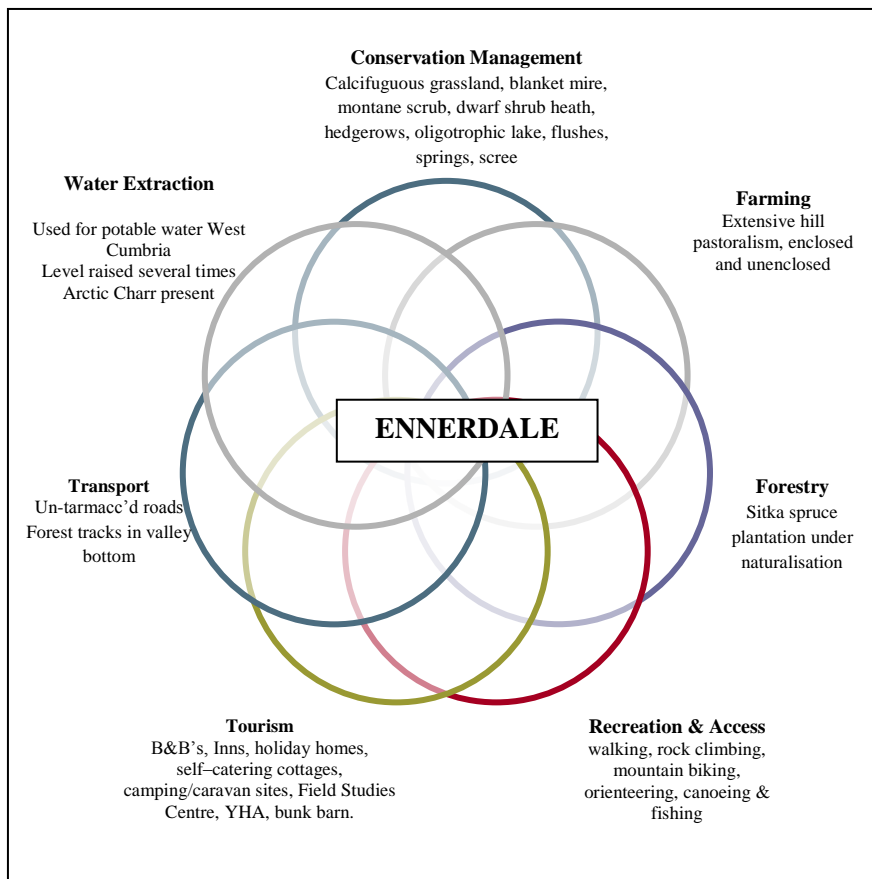 Conservation Management
Calcifuguous grassland, blanket mire,
montane scrub, dwarf shrub heath,
hedgerows, oligotrophic lake, flushes,
springs, scree
Water Extraction
Used for potable water West
Cumbria
Level raised several times
Arctic Charr present
Farming
Extensive hill
pastoralism, enclosed
and unenclosed
ENNERDALE
Transport
Un-tarmacc’d roads
Forest tracks in valley
bottom
Forestry
Sitka spruce
plantation under
naturalisation
Tourism
B&B’s, Inns, holiday homes,
self–catering cottages,
camping/caravan sites, Field Studies
Centre, YHA, bunk barn.
Recreation & Access
walking, rock climbing,
mountain biking,
orienteering, canoeing &
fishing